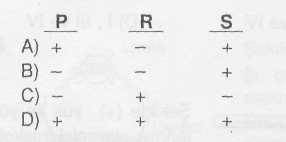 P R S
A) + − +
B) − − +
C) − + −
D) + + +